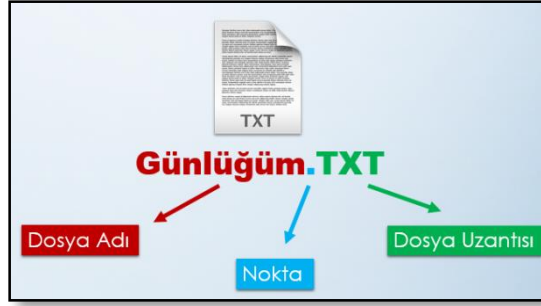 TXT
Günlüğüm.TXT
Dosya Adı
Nokta
Dosya Uzantısı